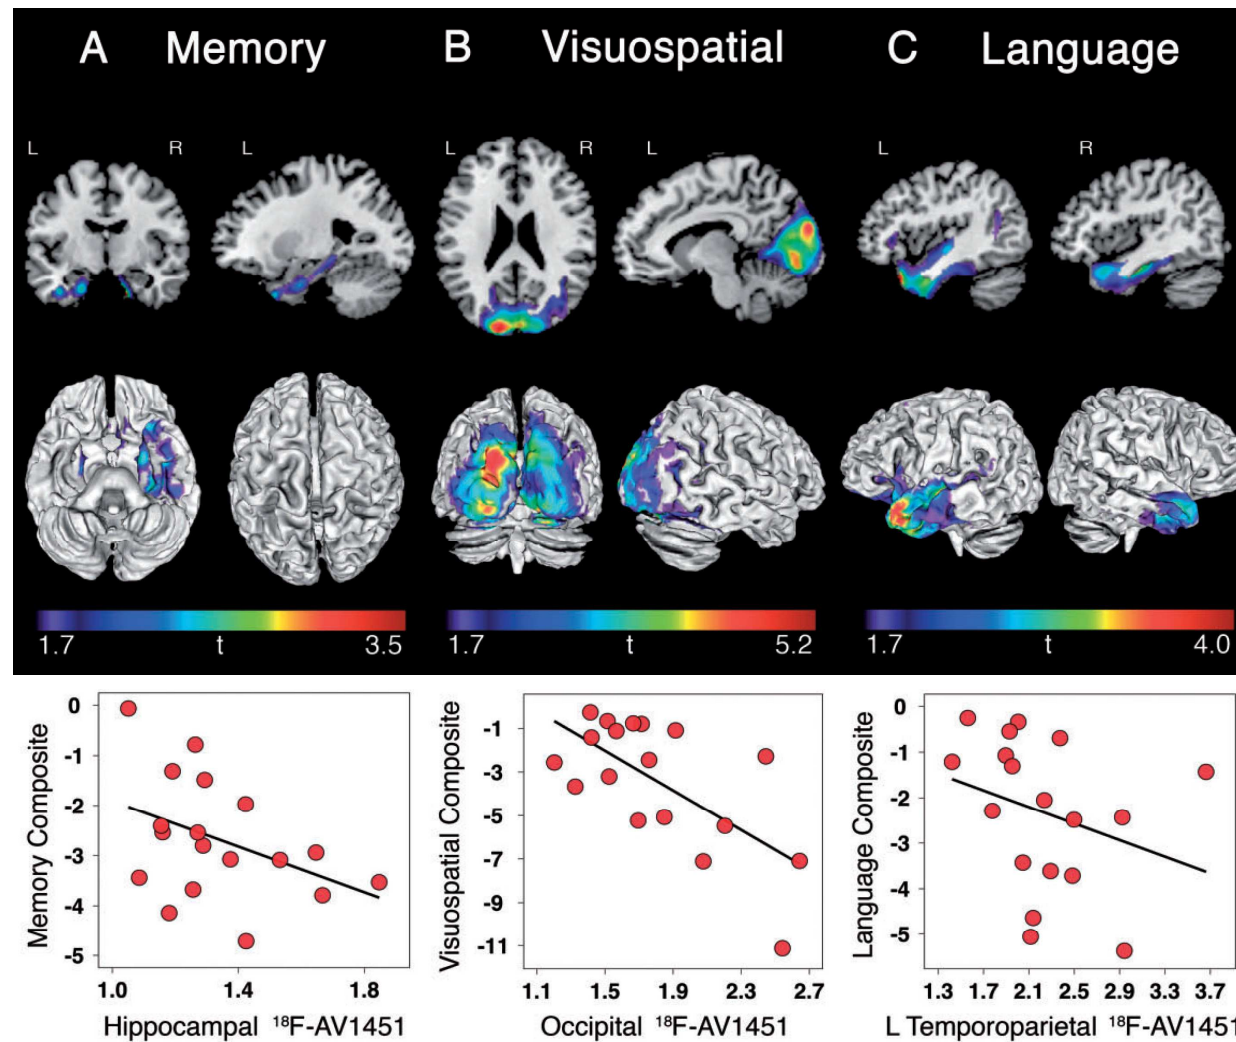 A Memory
B Visuospatial
C Language
L R L
L R L
L R
1.7 t 3.5
1.7 t 5.2
1.7 t 4.0
Memory Composite
0
-1
-2
-3
-4
-5
1.0 1.4 1.8
Hippocampal ¹⁸F-AV1451
Visuospatial Composite
-1
-3
-5
-7
-9
-11
1.1 1.5 1.9 2.3 2.7
Occipital ¹⁸F-AV1451
Language Composite
0
-1
-2
-3
-4
-5
1.3 1.7 2.1 2.5 2.9 3.3 3.7
L Temporoparietal ¹⁸F-AV1451